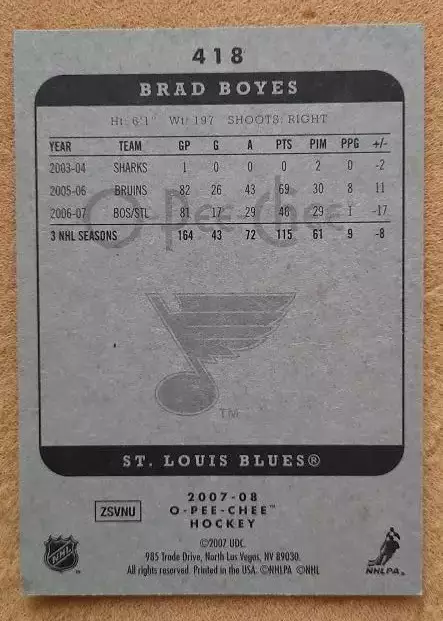 418
BRAD BOYES
Ht: 6'1" Wt: 197 SHOOTS: RIGHT
YEAR TEAM GP G A PTS PIM PPG +/-
2003-04 SHARKS 1 0 0 0 2 0 -2
2005-06 BRUINS 82 26 43 69 30 8 11
2006-07 BOS/STL 81 17 29 46 29 1 -17
3 NHL SEASONS 164 43 72 115 61 9 -8
O-Pee-Chee
TM
ST. LOUIS BLUES®
2007-08
ZSVNU O-PEE-CHEE™
HOCKEY
©2007 UDC.
985 Trade Drive, North Las Vegas, NV 89030.
All rights reserved. Printed in the USA. ©NHLPA ©NHL
NHL
NHLPA